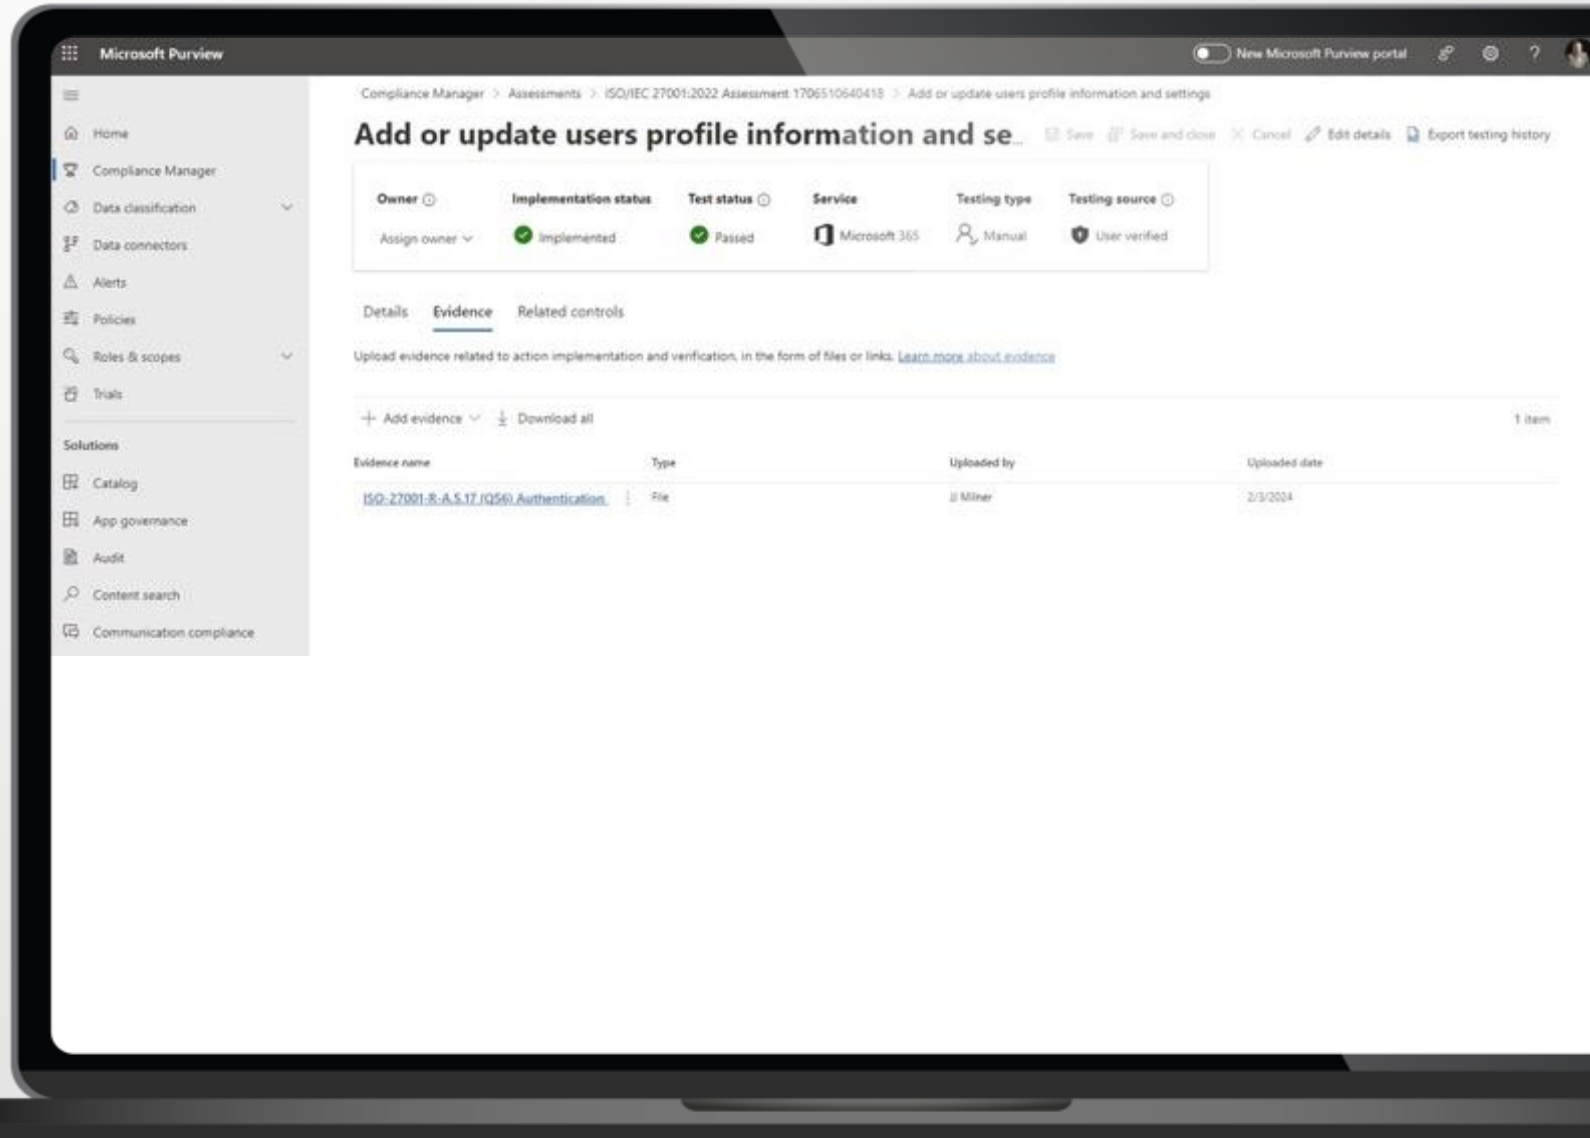 Microsoft Purview
New Microsoft Purview portal
?
Home
Compliance Manager
Data classification
Data connectors
Alerts
Policies
Roles & scopes
Trials
Solutions
Catalog
App governance
Audit
Content search
Communication compliance
Compliance Manager > Assessments > ISO/IEC 27001:2022 Assessment 1706510640418 > Add or update users profile information and settings
Add or update users profile information and se...
Save Save and close Cancel Edit details Export testing history
Owner Implementation status Test status Service Testing type Testing source
Assign owner Implemented Passed Microsoft 365 Manual User verified
Details Evidence Related controls
Upload evidence related to action implementation and verification, in the form of files or links. Learn more about evidence
Add evidence Download all 1 item
Evidence name Type Uploaded by Uploaded date
ISO-27001-R-A.5.17 (Q56) Authentication File JJ Milner 2/3/2024